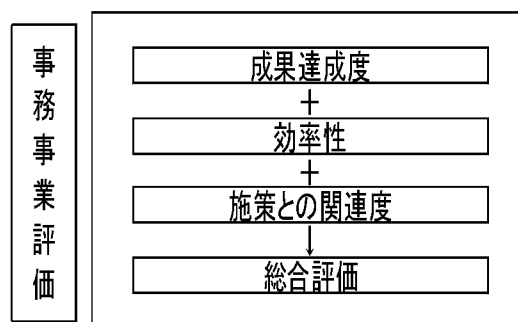 事務事業評価
成果達成度
＋
効率性
＋
施策との関連度
↓
総合評価